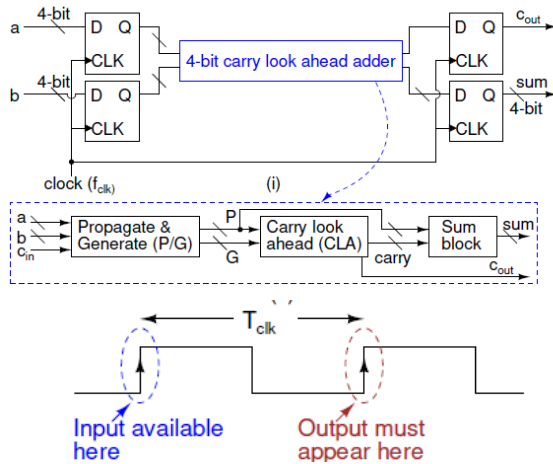 a 4-bit D Q CLK
4-bit carry look ahead adder
D Q c_out CLK
b 4-bit D Q CLK
D Q sum 4-bit CLK
clock (f_clk)
(i)
a
b
c_in
Propagate &
Generate (P/G)
P
G
Carry look
ahead (CLA)
carry
Sum
block
sum
c_out
T_clk
Input available
here
Output must
appear here